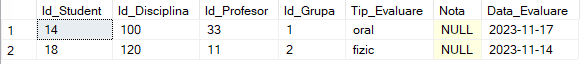 Id_Student Id_Disciplina Id_Profesor Id_Grupa Tip_Evaluare Nota Data_Evaluare
1 14 100 33 1 oral NULL 2023-11-17
2 18 120 11 2 fizic NULL 2023-11-14